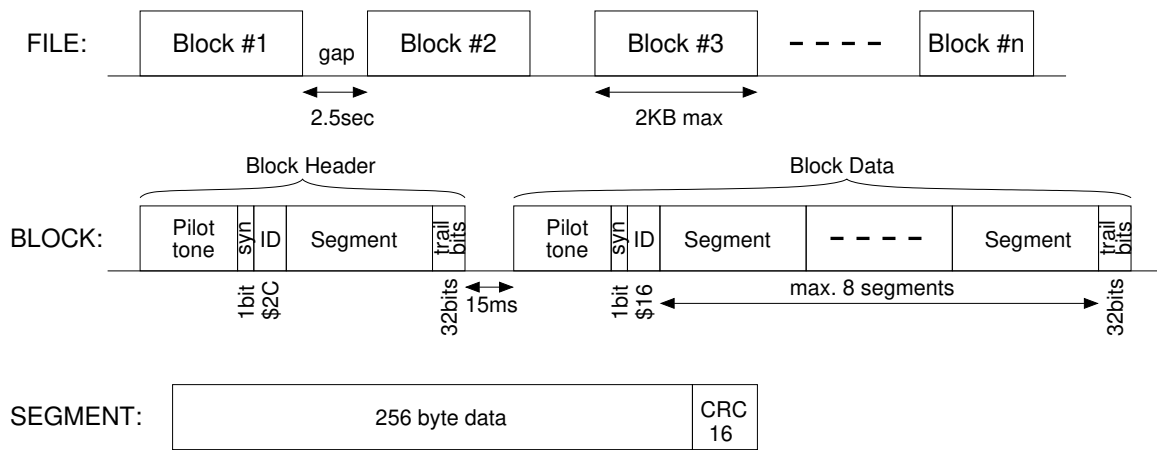 FILE:
Block #1
gap
Block #2
Block #3
Block #n
2.5sec
2KB max
Block Header
Block Data
BLOCK:
Pilot
tone
syn
ID
Segment
trail
bits
Pilot
tone
syn
ID
Segment
Segment
trail
bits
1bit
$2C
32bits
15ms
1bit
$16
max. 8 segments
32bits
SEGMENT:
256 byte data
CRC
16